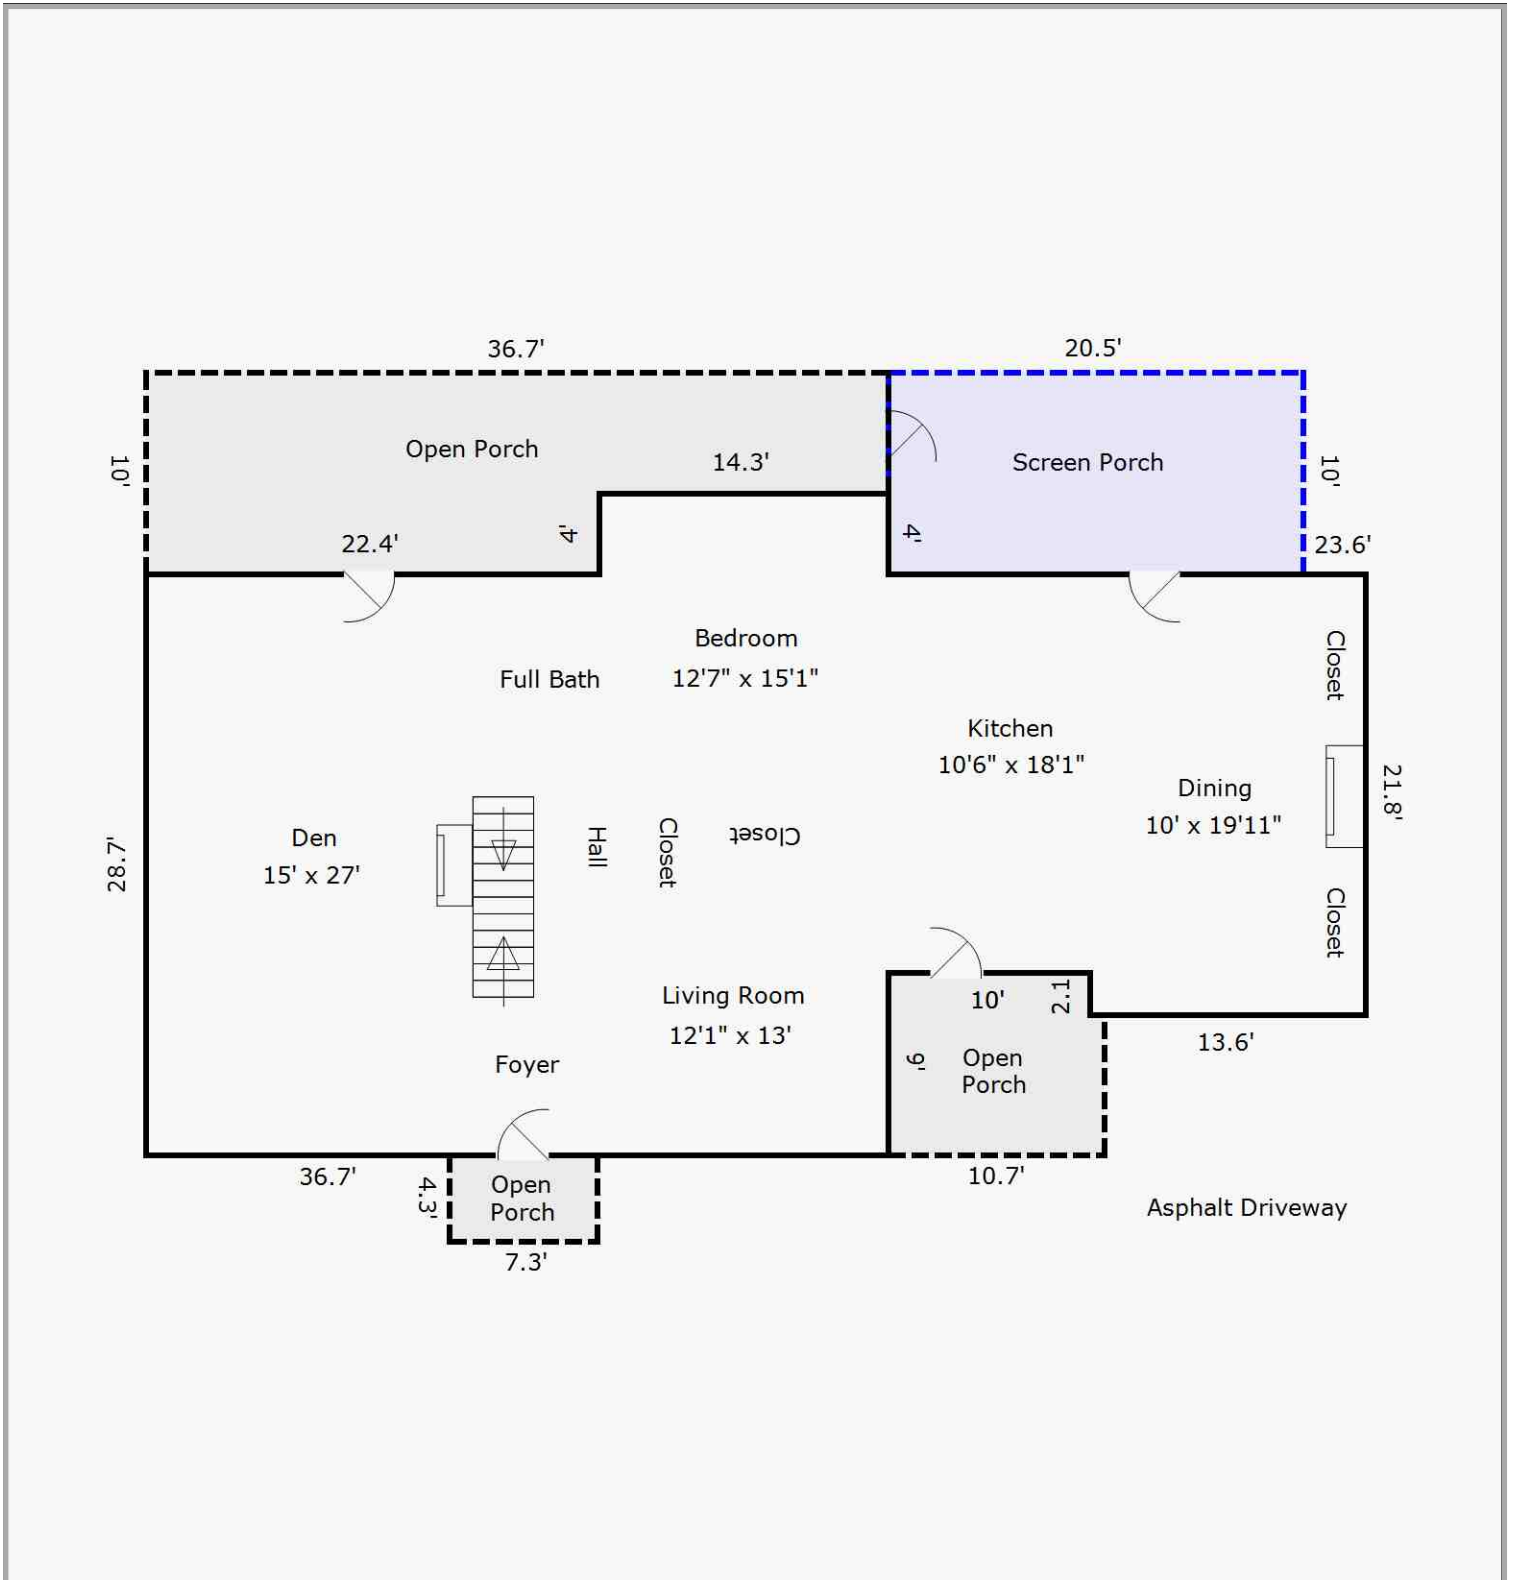 36.7'
20.5'
Open Porch
14.3'
Screen Porch
10'
10'
22.4'
4'
4'
23.6'
Bedroom
12'7" x 15'1"
Full Bath
Closet
Kitchen
10'6" x 18'1"
Dining
10' x 19'11"
21.8'
Den
15' x 27'
28.7'
Hall
Closet
Closet
Closet
Living Room
12'1" x 13'
10'
2.1
9'
Open
Porch
13.6'
Foyer
36.7'
4.3'
Open
Porch
7.3'
10.7'
Asphalt Driveway